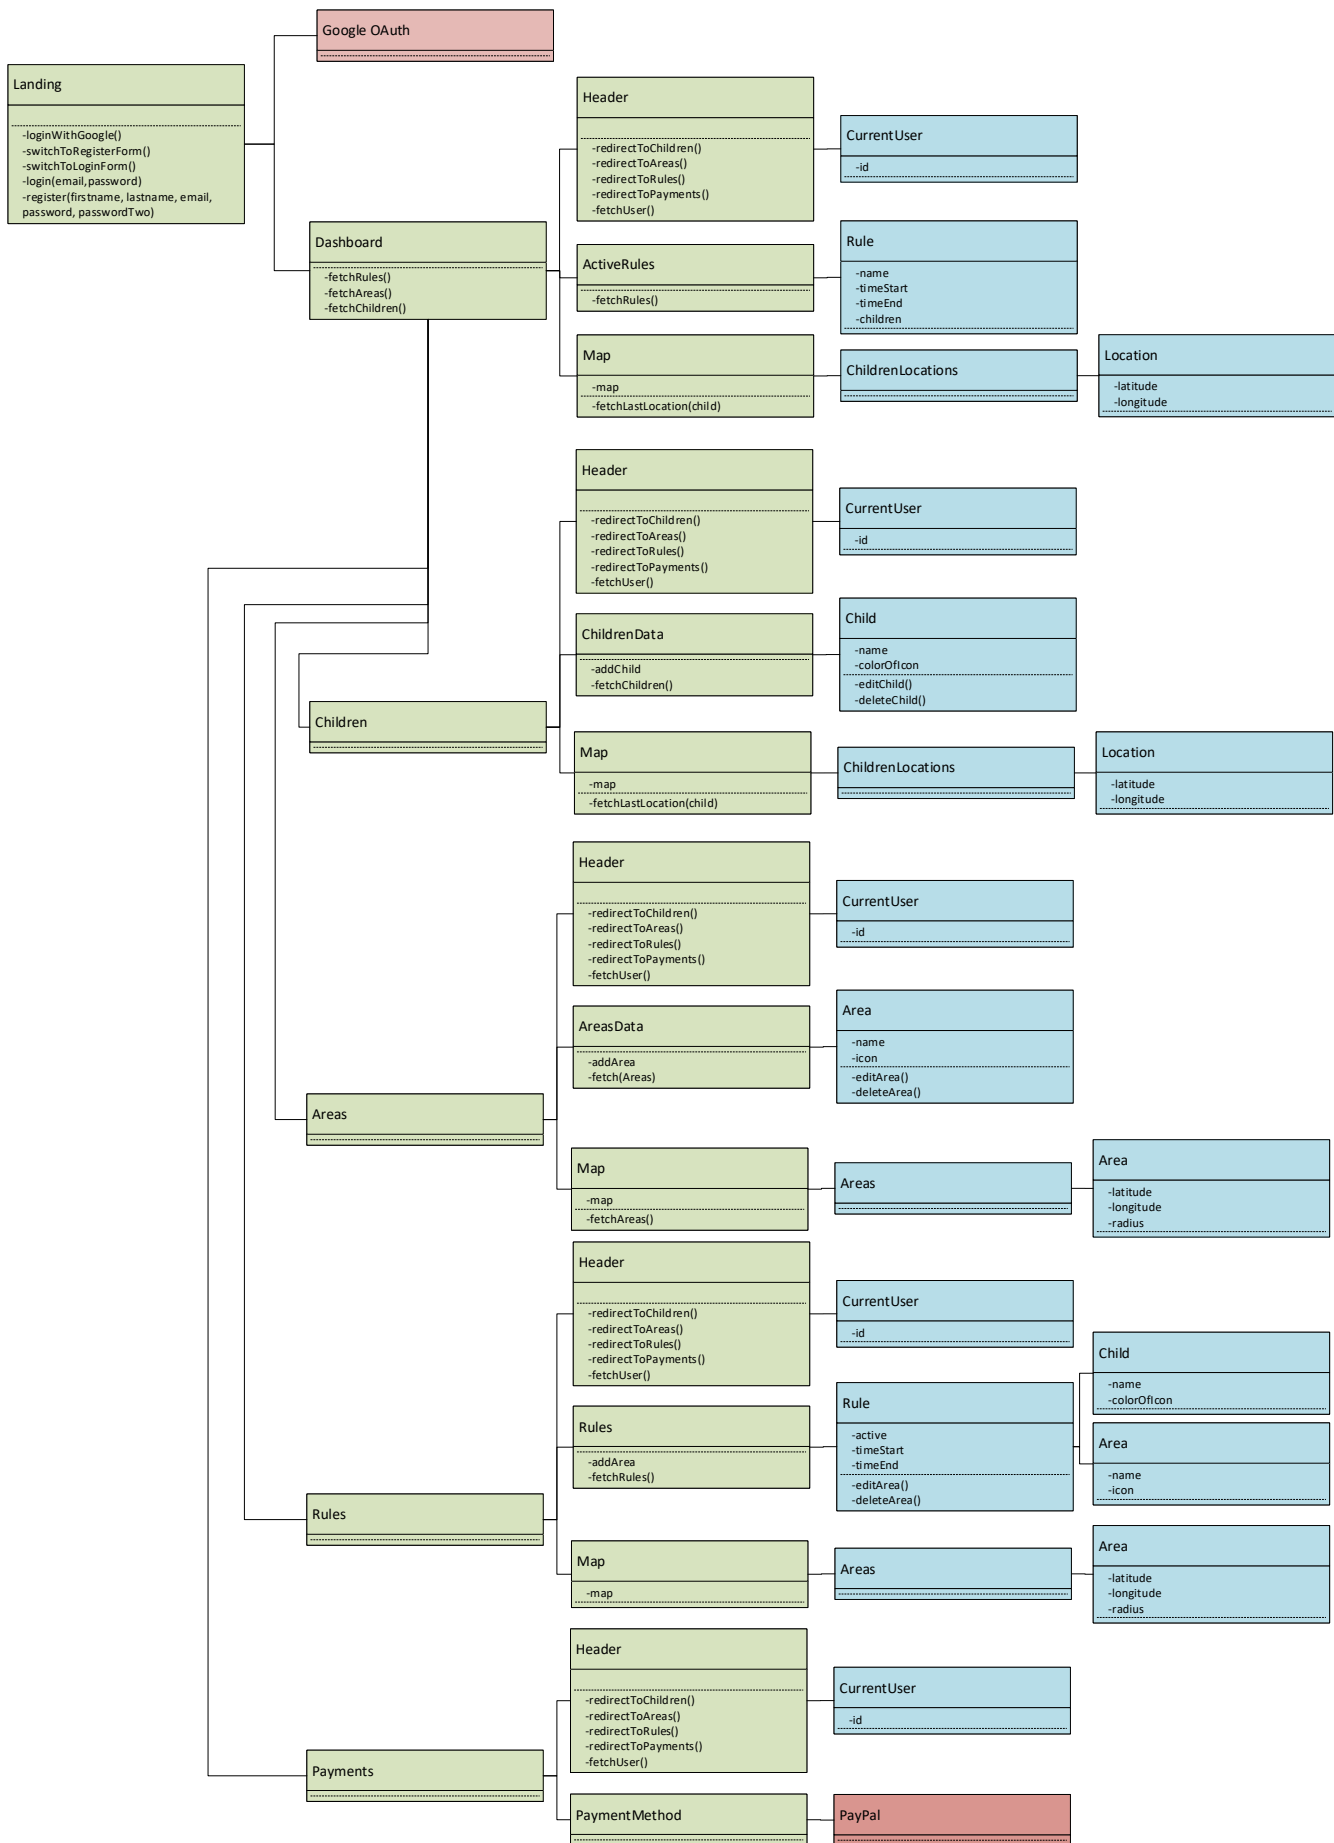 Google OAuth
Landing
-loginWithGoogle()
-switchToRegisterForm()
-switchToLoginForm()
-login(email,password)
-register(firstname, lastname, email,
password, passwordTwo)
Dashboard
-fetchRules()
-fetchAreas()
-fetchChildren()
Header
-redirectToChildren()
-redirectToAreas()
-redirectToRules()
-redirectToPayments()
-fetchUser()
CurrentUser
-id
ActiveRules
-fetchRules()
Rule
-name
-timeStart
-timeEnd
-children
Map
-map
-fetchLastLocation(child)
ChildrenLocations
Location
-latitude
-longitude
Children
Header
-redirectToChildren()
-redirectToAreas()
-redirectToRules()
-redirectToPayments()
-fetchUser()
CurrentUser
-id
ChildrenData
-addChild
-fetchChildren()
Child
-name
-colorOfIcon
-editChild()
-deleteChild()
Map
-map
-fetchLastLocation(child)
ChildrenLocations
Location
-latitude
-longitude
Areas
Header
-redirectToChildren()
-redirectToAreas()
-redirectToRules()
-redirectToPayments()
-fetchUser()
CurrentUser
-id
AreasData
-addArea
-fetch(Areas)
Area
-name
-icon
-editArea()
-deleteArea()
Map
-map
-fetchAreas()
Areas
Area
-latitude
-longitude
-radius
Rules
Header
-redirectToChildren()
-redirectToAreas()
-redirectToRules()
-redirectToPayments()
-fetchUser()
CurrentUser
-id
Rules
-addArea
-fetchRules()
Rule
-active
-timeStart
-timeEnd
-editArea()
-deleteArea()
Child
-name
-colorOfIcon
Area
-name
-icon
Map
-map
Areas
Area
-latitude
-longitude
-radius
Payments
Header
-redirectToChildren()
-redirectToAreas()
-redirectToRules()
-redirectToPayments()
-fetchUser()
CurrentUser
-id
PaymentMethod
PayPal